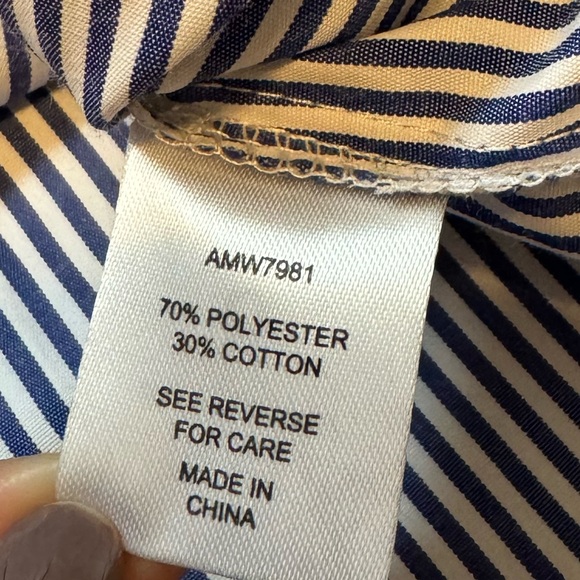 AMW7981
70% POLYESTER
30% COTTON
SEE REVERSE
FOR CARE
MADE IN
CHINA